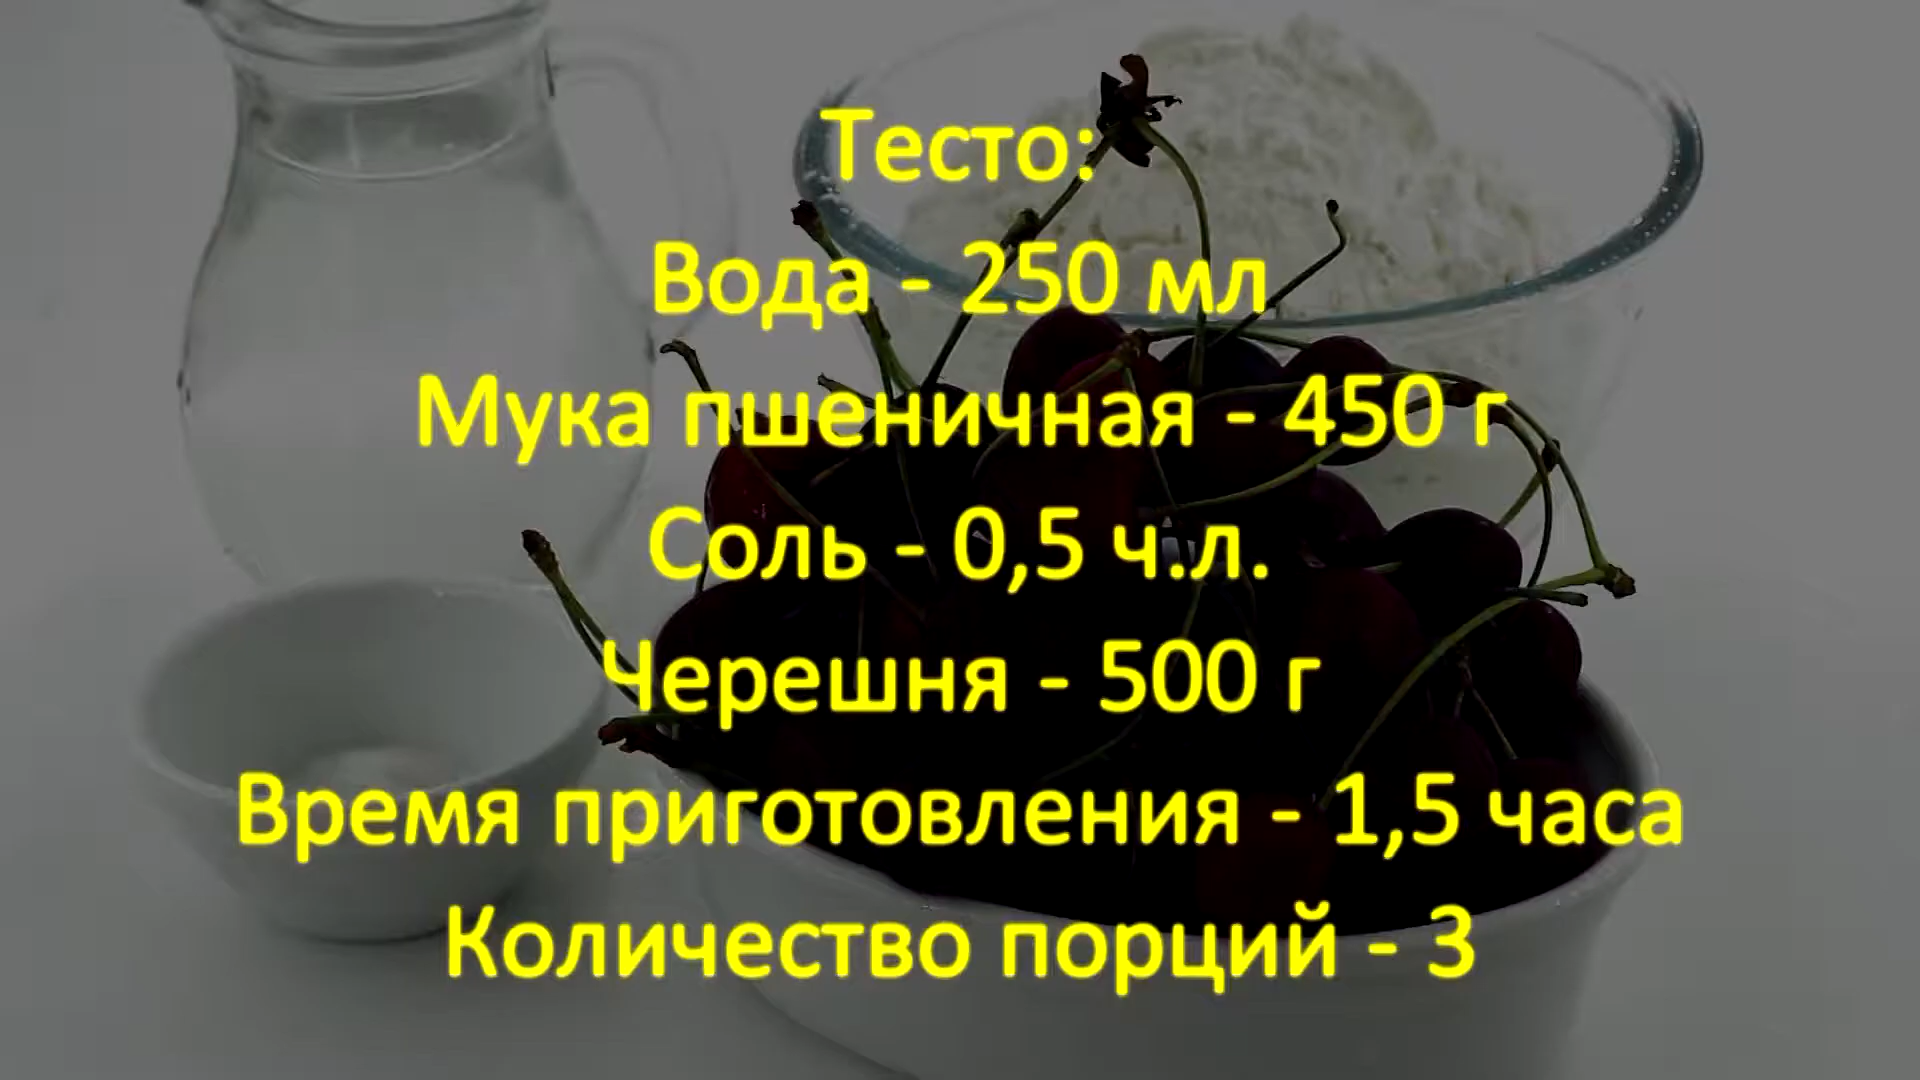 Тесто:
Вода - 250 мл
Мука пшеничная - 450 г
Соль - 0,5 ч.л.
Черешня - 500 г
Время приготовления - 1,5 часа
Количество порций - 3